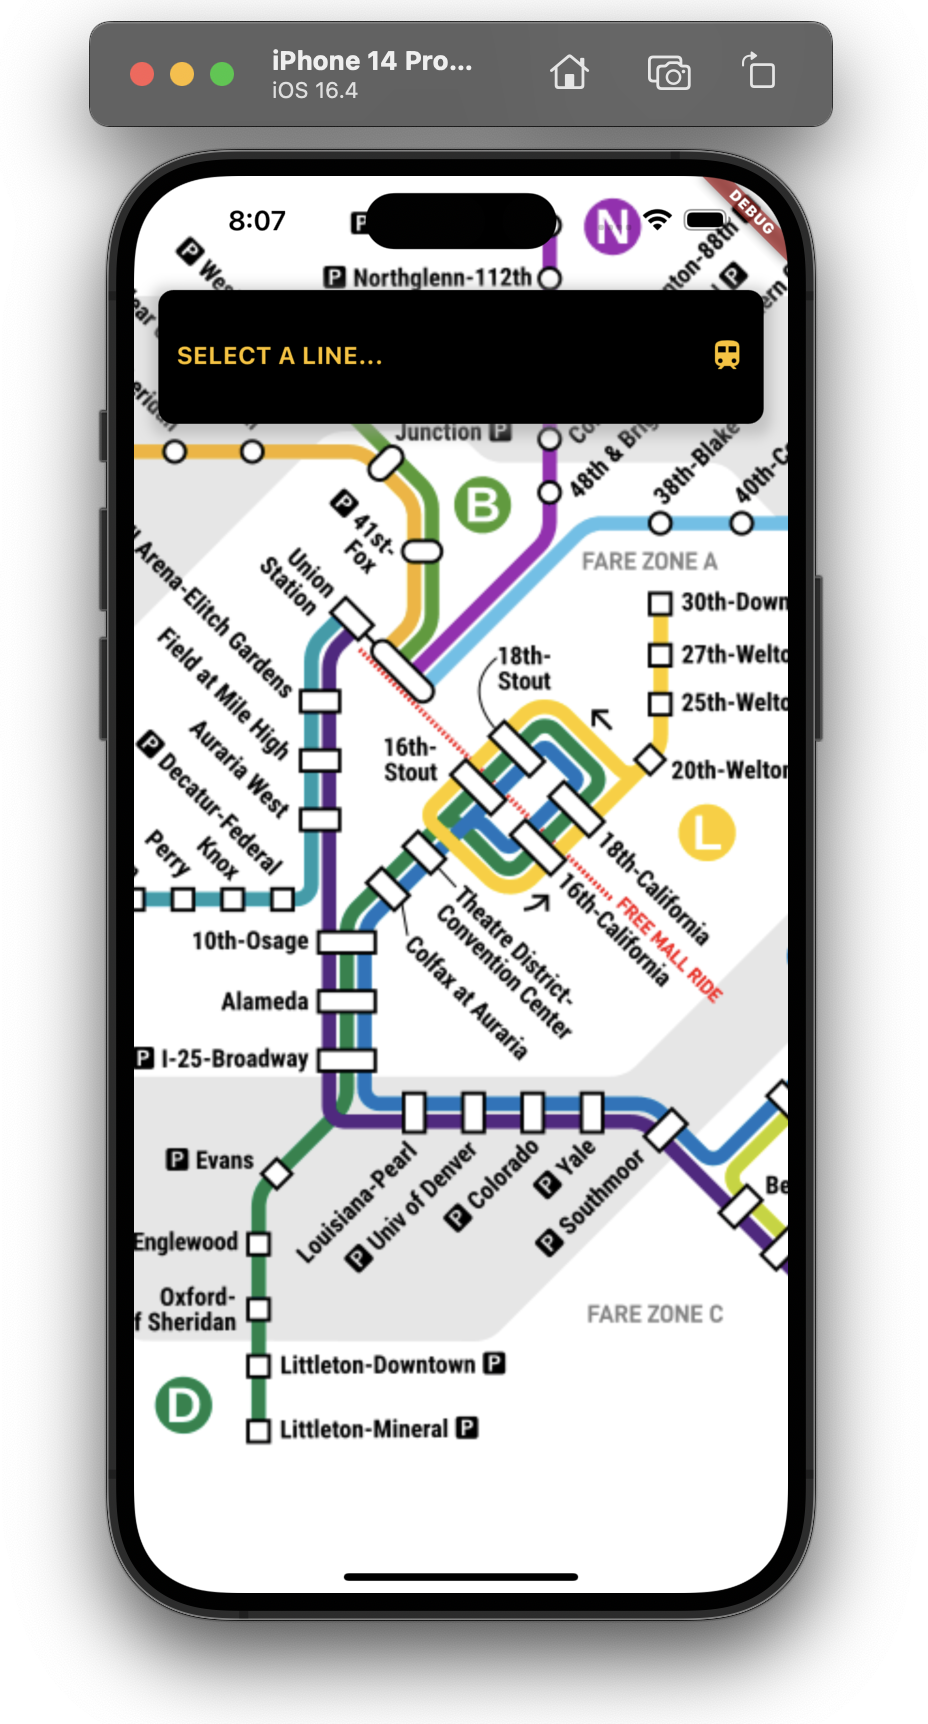 iPhone 14 Pro...
iOS 16.4
8:07
DEBUG
P
N
P Northglenn-112th
P
SELECT A LINE...
Junction P
B
P 41st-
Fox
48th & Brig
38th-Blake
40th-C
FARE ZONE A
Union
Station
30th-Down
27th-Welto
25th-Welto
20th-Welton
L
18th-
Stout
16th-
Stout
Arena-Elitch Gardens
Field at Mile High
Auraria West
P Decatur-Federal
Knox
Perry
18th-California
16th-California
FREE MALL RIDE
Theatre District-
Convention Center
Colfax at Auraria
10th-Osage
Alameda
P I-25-Broadway
P Evans
Louisiana-Pearl
P Univ of Denver
P Colorado
P Yale
P Southmoor
Be
Englewood
Oxford-
f Sheridan
FARE ZONE C
Littleton-Downtown P
D
Littleton-Mineral P